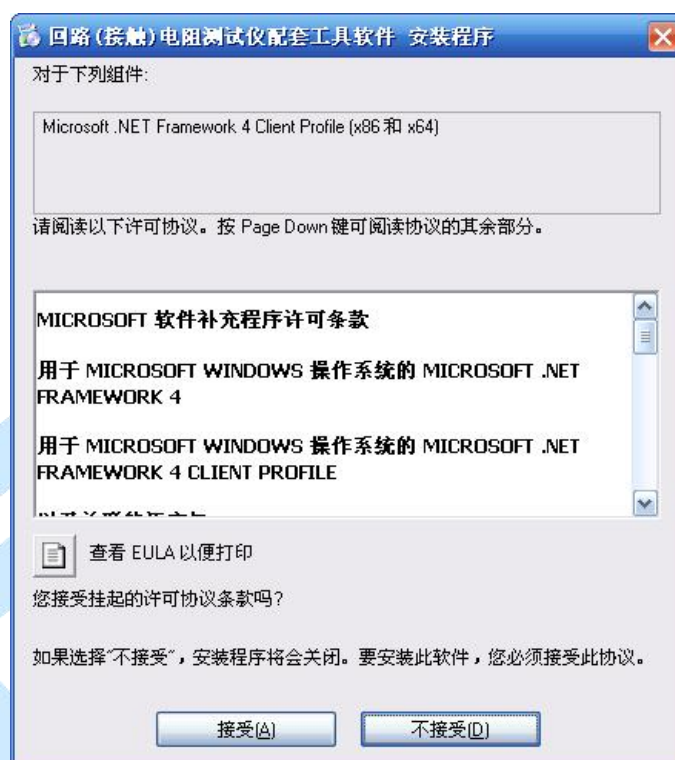 回路(接触)电阻测试仪配套工具软件 安装程序
对于下列组件:
Microsoft .NET Framework 4 Client Profile (x86 和 x64)
请阅读以下许可协议。按 Page Down 键可阅读协议的其余部分。
MICROSOFT 软件补充程序许可条款
用于 MICROSOFT WINDOWS 操作系统的 MICROSOFT .NET
FRAMEWORK 4
用于 MICROSOFT WINDOWS 操作系统的 MICROSOFT .NET
FRAMEWORK 4 CLIENT PROFILE
查看 EULA 以便打印
您接受挂起的许可协议条款吗?
如果选择“不接受”，安装程序将会关闭。要安装此软件，您必须接受此协议。
接受(A)
不接受(D)